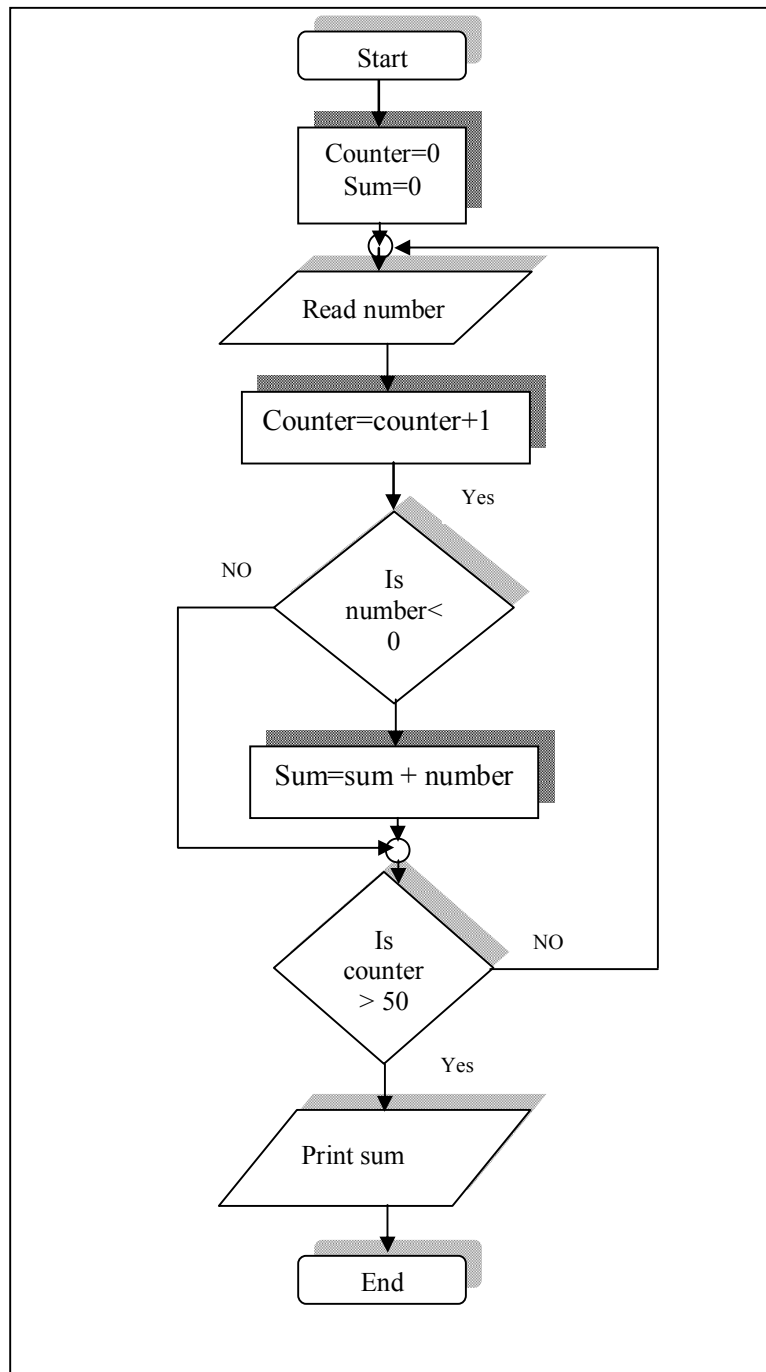 Start
Counter=0
Sum=0
Read number
Counter=counter+1
Yes
NO
Is
number<
0
Sum=sum + number
Is
counter
> 50
NO
Yes
Print sum
End